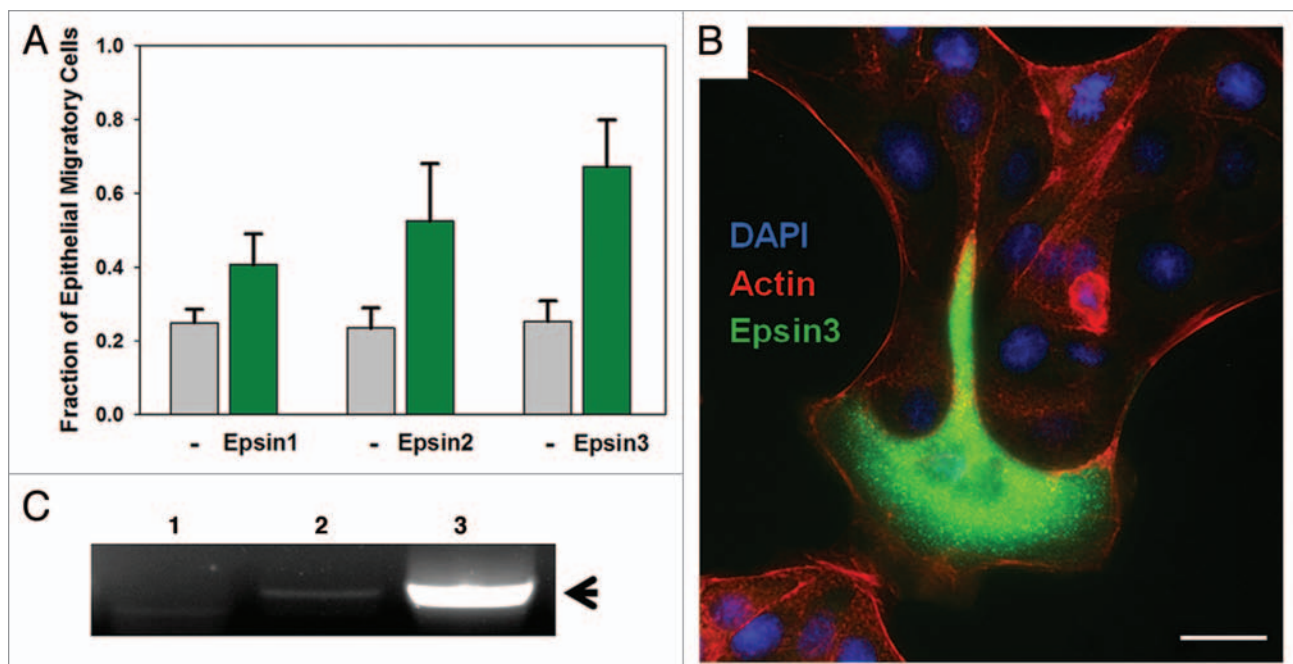 A
Fraction of Epithelial Migratory Cells
1.0
0.8
0.6
0.4
0.2
0.0
- Epsin1 - Epsin2 - Epsin3
B
DAPI
Actin
Epsin3
C
1 2 3